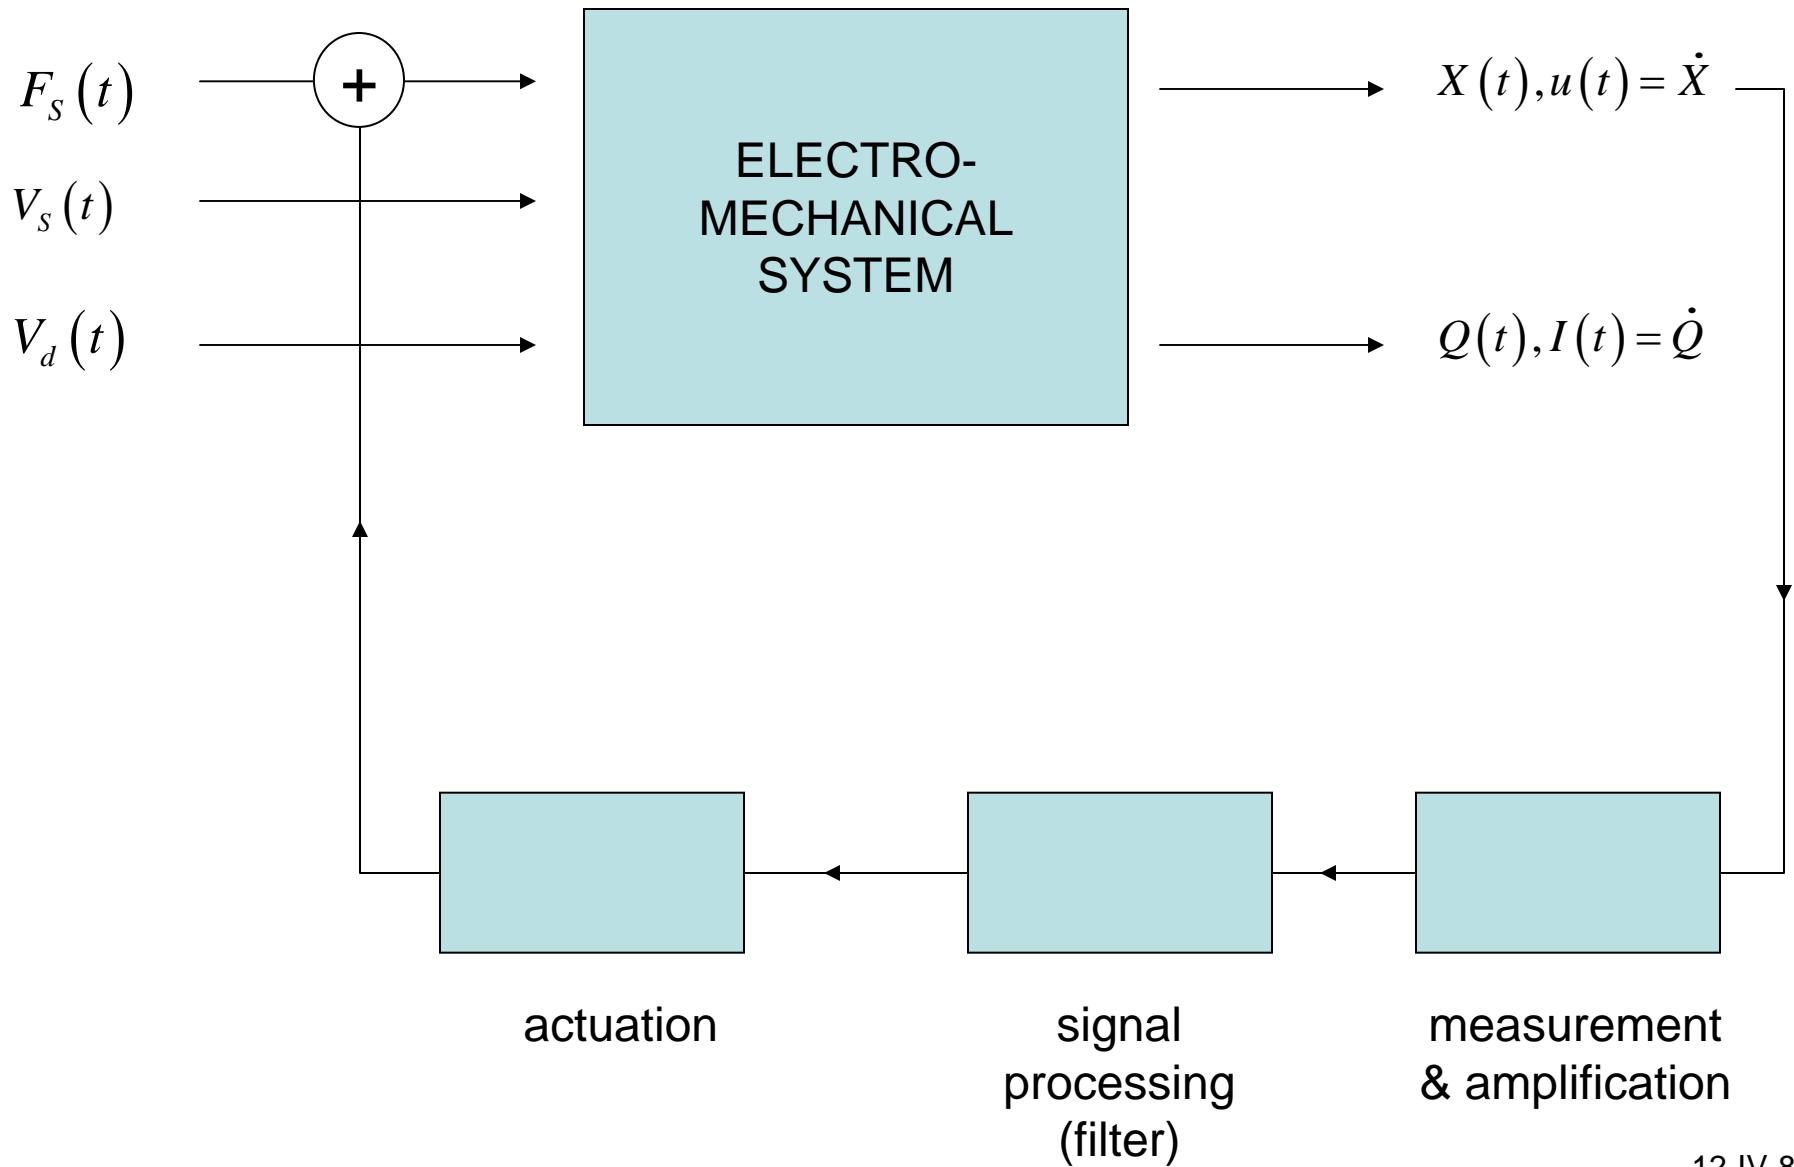 F_S(t)
+
X(t), u(t) = Ẋ
ELECTRO-
MECHANICAL
SYSTEM
V_S(t)
V_d(t)
Q(t), I(t) = Q̇
actuation
signal
processing
(filter)
measurement
& amplification